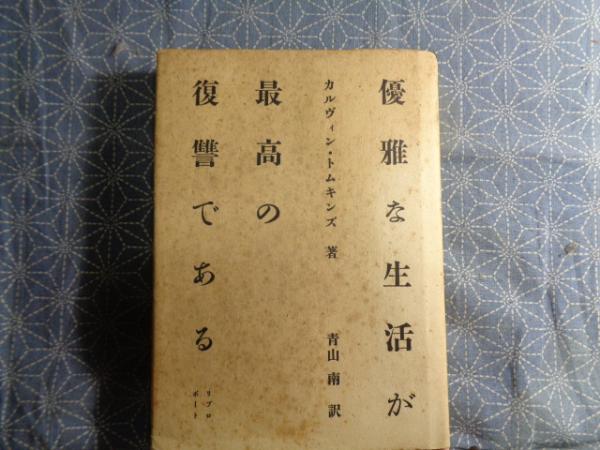 優雅な生活が
カルヴィン・トムキンズ 著
青山 南 訳
最高の
復讐である
リブロ
ポート